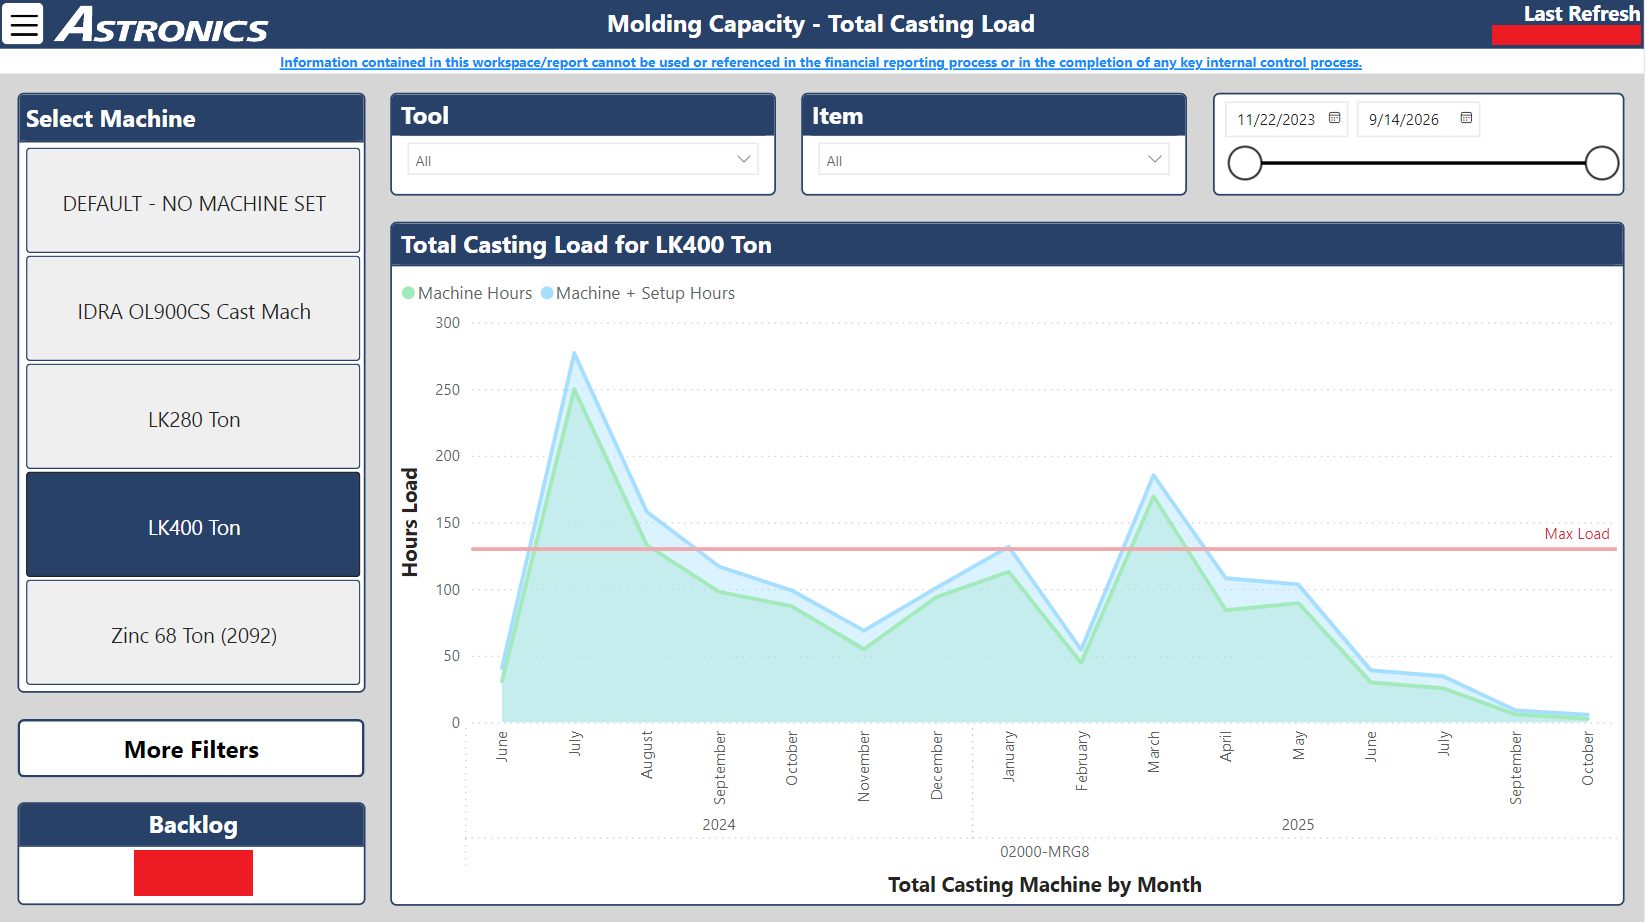 ASTRONICS
Molding Capacity - Total Casting Load
Last Refresh
Information contained in this workspace/report cannot be used or referenced in the financial reporting process or in the completion of any key internal control process.
Select Machine
DEFAULT - NO MACHINE SET
IDRA OL900CS Cast Mach
LK280 Ton
LK400 Ton
Zinc 68 Ton (2092)
More Filters
Backlog
Tool
All
Item
All
11/22/2023
9/14/2026
Total Casting Load for LK400 Ton
Machine Hours
Machine + Setup Hours
Hours Load
300
250
200
150
100
50
0
Max Load
June
July
August
September
October
November
December
January
February
March
April
May
June
July
September
October
2024
2025
02000-MRG8
Total Casting Machine by Month